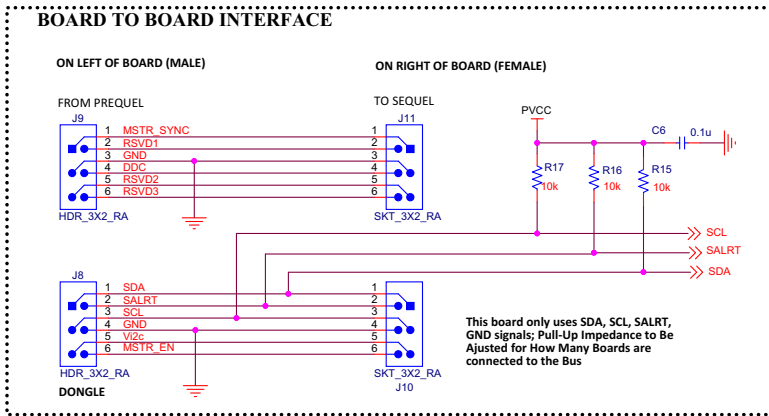 BOARD TO BOARD INTERFACE
ON LEFT OF BOARD (MALE)
ON RIGHT OF BOARD (FEMALE)
FROM PREQUEL
TO SEQUEL
J9
J11
1 MSTR_SYNC 1
2 RSVD1 2
3 GND 3
4 DDC 4
5 RSVD2 5
6 RSVD3 6
HDR_3X2_RA
SKT_3X2_RA
PVCC
C6 0.1u
R17
10k
R16
10k
R15
10k
SCL
SALRT
SDA
J8
1 SDA 1
2 SALRT 2
3 SCL 3
4 GND 4
5 Vi2c 5
6 MSTR_EN 6
HDR_3X2_RA
SKT_3X2_RA
J10
DONGLE
This board only uses SDA, SCL, SALRT,
GND signals; Pull-Up Impedance to Be
Ajusted for How Many Boards are
connected to the Bus